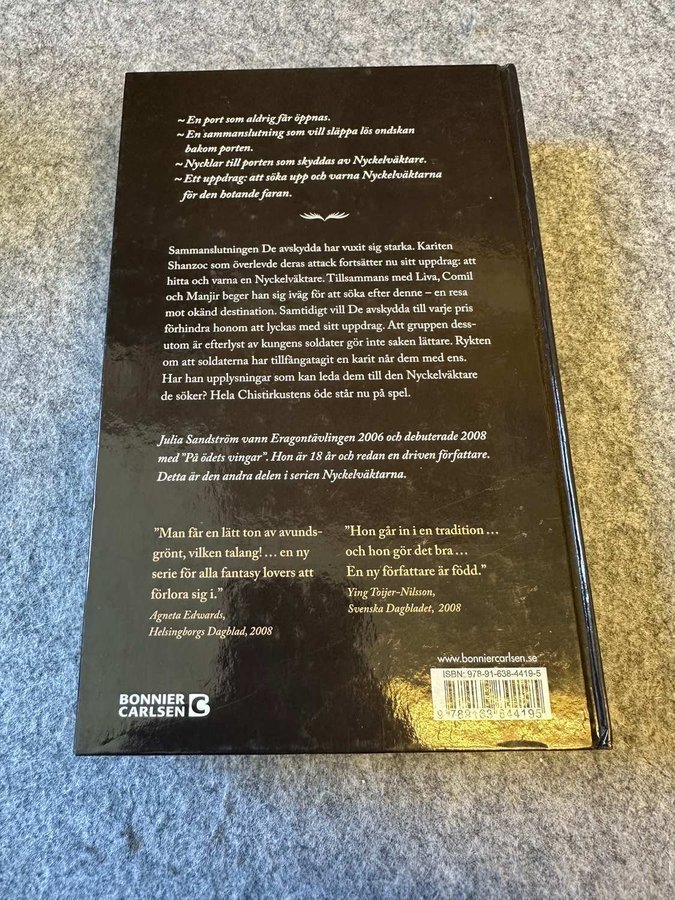 ~ En port som aldrig får öppnas.
~ En sammanslutning som vill släppa lös ondskan
bakom porten.
~ Nycklar till porten som skyddas av Nyckelväktare.
~ Ett uppdrag: att söka upp och varna Nyckelväktarna
för den hotande faran.
Sammanslutningen De avskydda har vuxit sig starka. Kariten
Shanzoc som överlevde deras attack fortsätter nu sitt uppdrag: att
hitta och varna en Nyckelväktare. Tillsammans med Liva, Comil
och Manjir beger han sig iväg för att söka efter denne – en resa
mot okänd destination. Samtidigt vill De avskydda till varje pris
förhindra honom att lyckas med sitt uppdrag. Att gruppen dess-
utom är efterlyst av kungens soldater gör inte saken lättare. Rykten
om att soldaterna har tillfångatagit en karit når dem med ens.
Har han upplysningar som kan leda dem till den Nyckelväktare
de söker? Hela Chistirkustens öde står nu på spel.
Julia Sandström vann Eragontävlingen 2006 och debuterade 2008
med ”På ödets vingar”. Hon är 18 år och redan en driven författare.
Detta är den andra delen i serien Nyckelväktarna.
”Man får en lätt ton av avunds-
grönt, vilken talang! … en ny
serie för alla fantasy lovers att
förlora sig i.”
Agneta Edwards,
Helsingborgs Dagblad, 2008
”Hon går in i en tradition …
och hon gör det bra …
En ny författare är född.”
Ying Toijer-Nilsson,
Svenska Dagbladet, 2008
www.bonniercarlsen.se
ISBN: 978-91-638-4419-5
9 789163 844195
BONNIER
CARLSEN